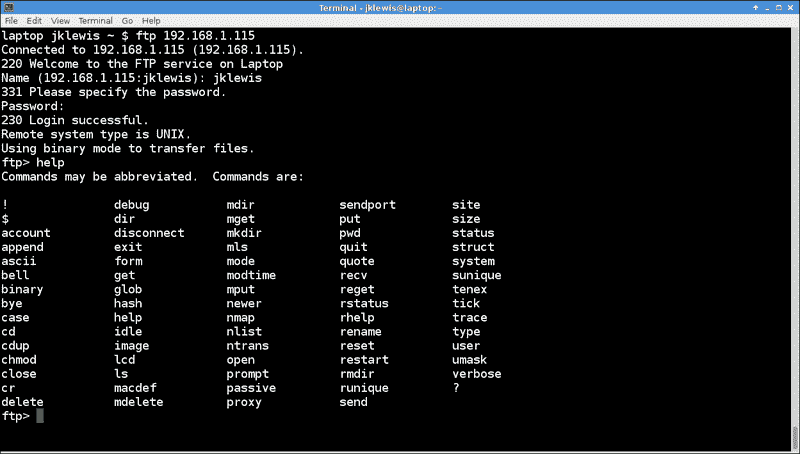 Terminal - jklewis@laptop:~
File Edit View Terminal Go Help
laptop jklewis ~ $ ftp 192.168.1.115
Connected to 192.168.1.115 (192.168.1.115).
220 Welcome to the FTP service on Laptop
Name (192.168.1.115:jklewis): jklewis
331 Please specify the password.
Password:
230 Login successful.
Remote system type is UNIX.
Using binary mode to transfer files.
ftp> help
Commands may be abbreviated.  Commands are:

!               debug           mdir            sendport        site
$               dir             mget            put             size
account         disconnect      mkdir           pwd             status
append          exit            mls             quit            struct
ascii           form            mode            quote           system
bell            get             modtime         recv            sunique
binary          glob            mput            reget           tenex
bye             hash            newer           rstatus         tick
case            help            nmap            rhelp           trace
cd              idle            nlist           rename          type
cdup            image           ntrans          reset           user
chmod           lcd             open            restart         umask
close           ls              prompt          rmdir           verbose
cr              macdef          passive         runique         ?
delete          mdelete         proxy           send
ftp>